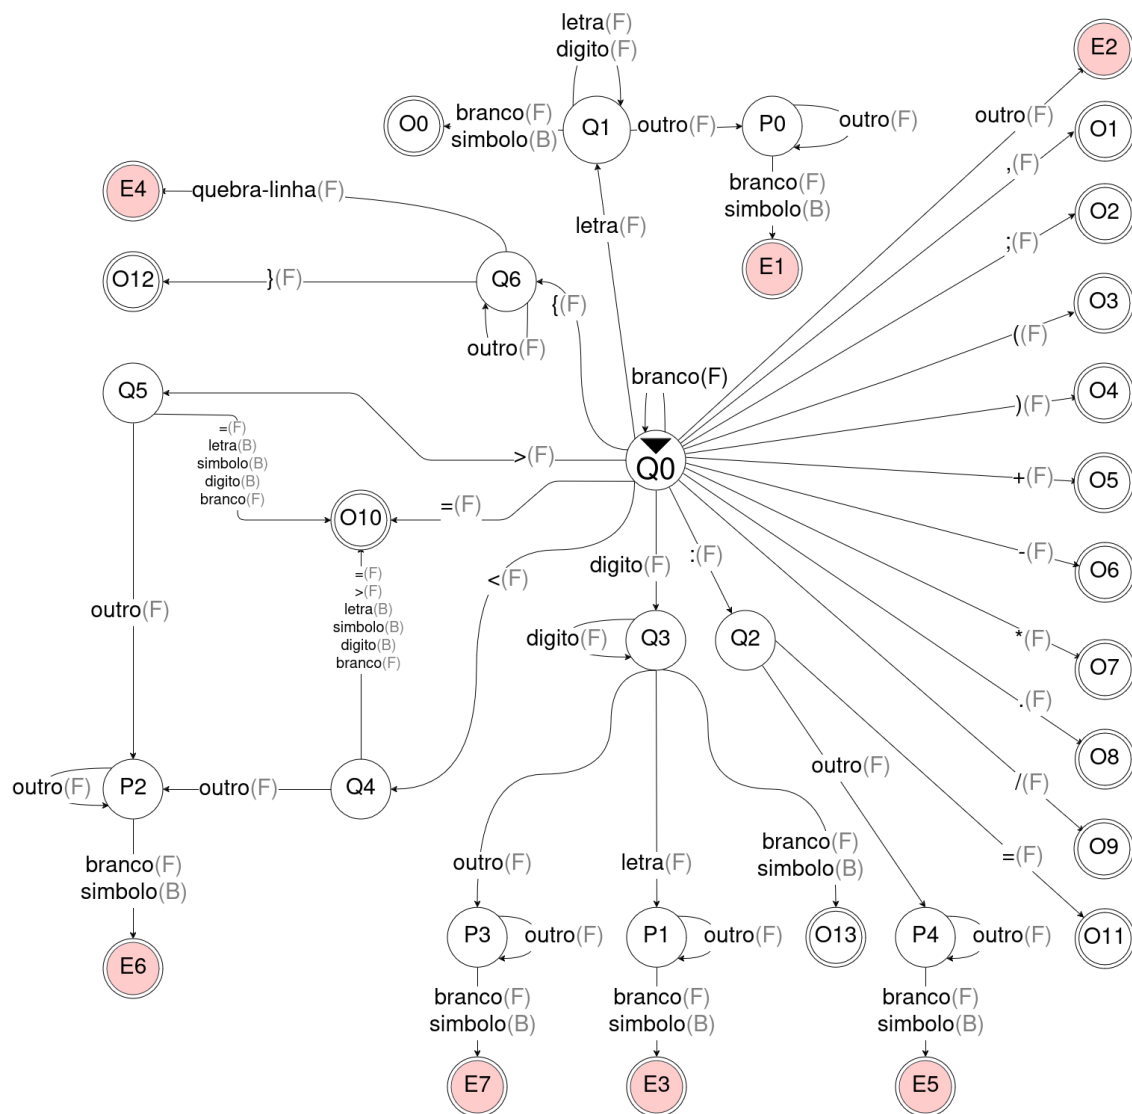 letra(F)
digito(F)
E2
outro(F)
O0
branco(F)
simbolo(B)
Q1
outro(F)
P0
outro(F)
O1
,(F)
E4
quebra-linha(F)
branco(F)
simbolo(B)
O2
letra(F)
;(F)
E1
O12
}(F)
Q6
{(F)
O3
((F)
outro(F)
branco(F)
Q5
O4
)(F)
=(F)
letra(B)
simbolo(B)
digito(B)
branco(F)
>(F)
Q0
+(F)
O5
O10
=(F)
:(F)
-(F)
O6
=(F)
>(F)
letra(B)
simbolo(B)
digito(B)
branco(F)
<(F)
digito(F)
outro(F)
digito(F)
Q3
Q2
*(F)
O7
.(F)
O8
outro(F)
P2
outro(F)
Q4
outro(F)
/(F)
O9
branco(F)
simbolo(B)
outro(F)
letra(F)
branco(F)
simbolo(B)
=(F)
P3
outro(F)
P1
outro(F)
O13
P4
outro(F)
O11
E6
branco(F)
simbolo(B)
branco(F)
simbolo(B)
branco(F)
simbolo(B)
E7
E3
E5